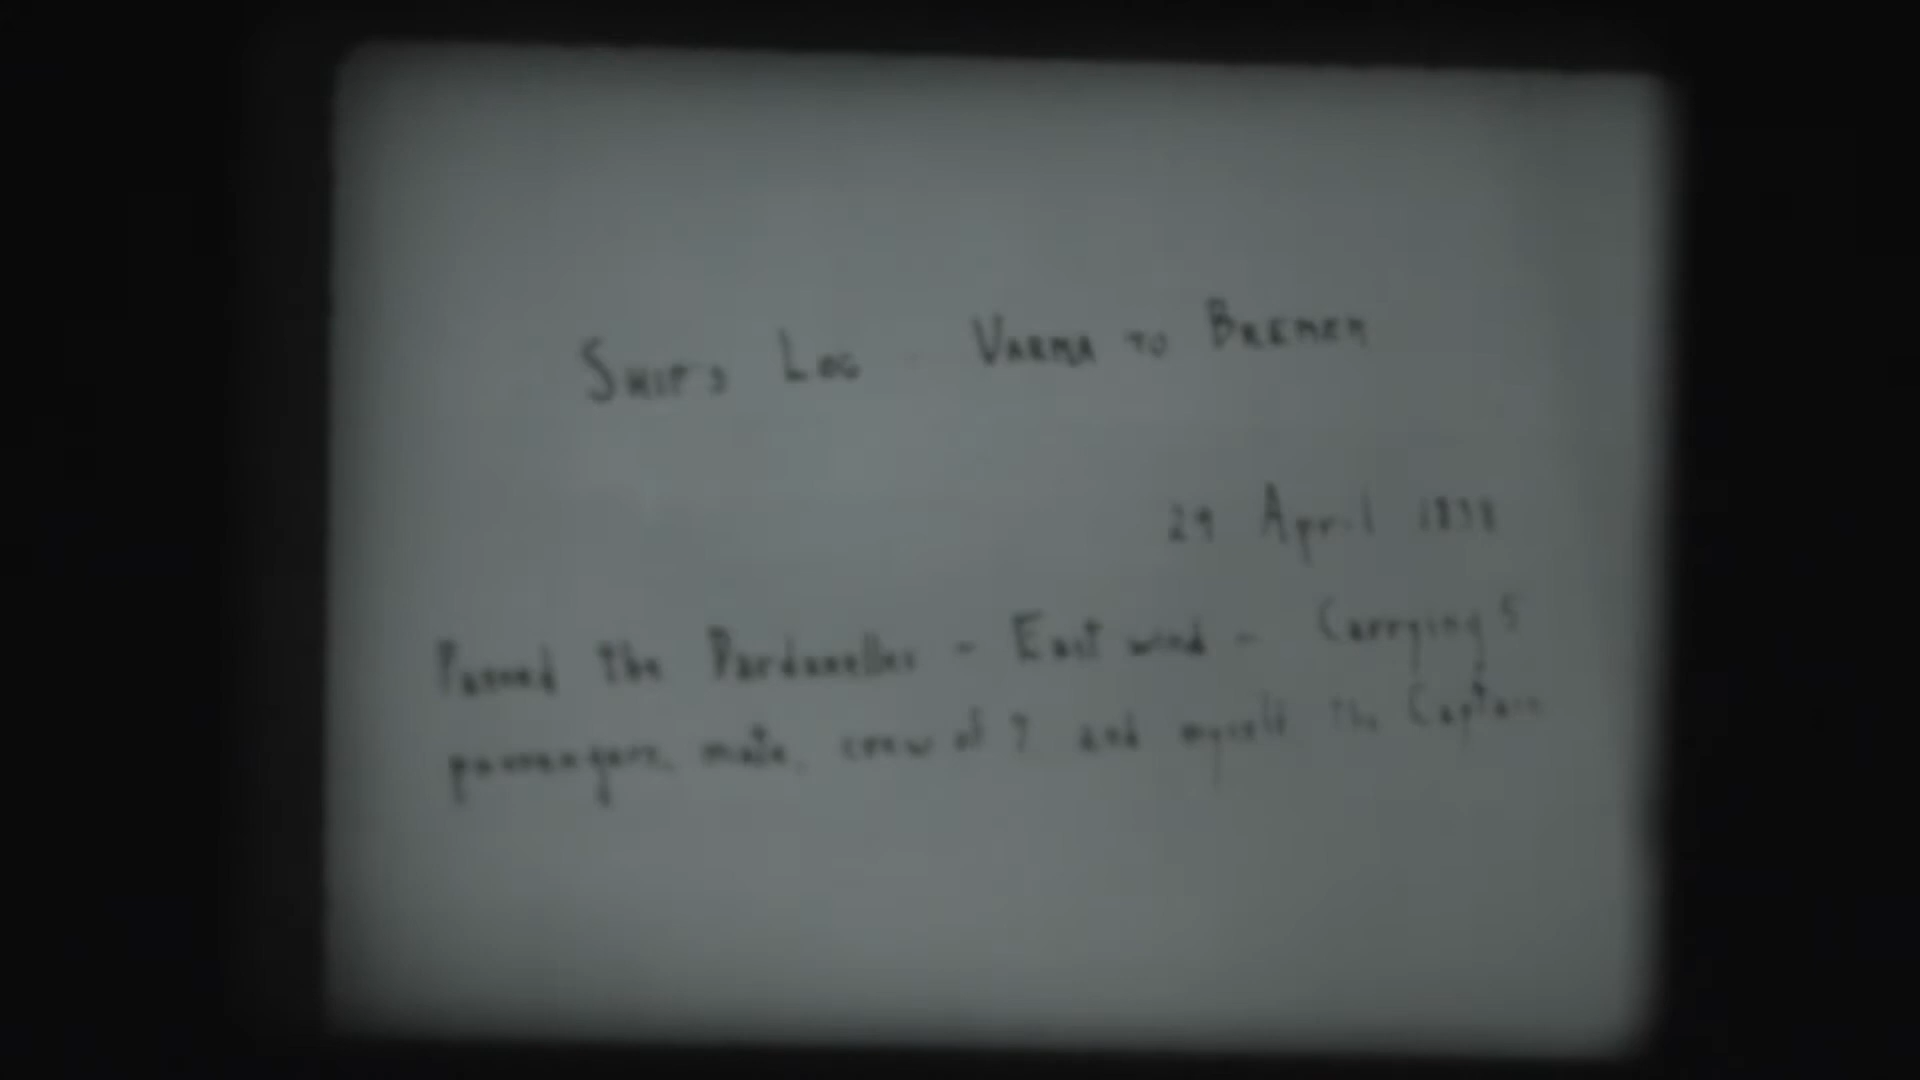 SHIP'S LOG - VARNA TO BREMEN
29 April 1838
Passed the Dardanelles - East wind - Carrying 5
passengers, mate, crew of 7 and myself the Captain